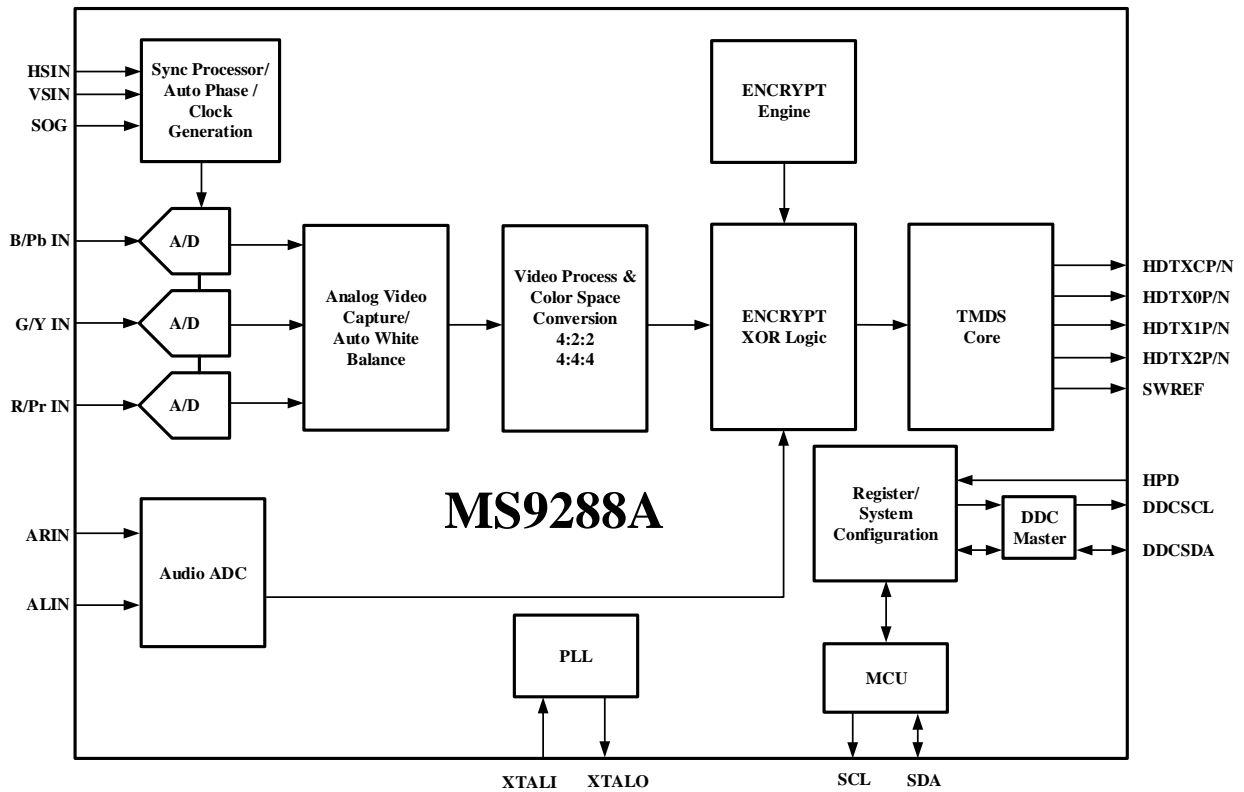 HSIN
VSIN
SOG
Sync Processor/
Auto Phase /
Clock
Generation
ENCRYPT
Engine
B/Pb IN
A/D
G/Y IN
A/D
R/Pr IN
A/D
Analog Video
Capture/
Auto White
Balance
Video Process &
Color Space
Conversion
4:2:2
4:4:4
ENCRYPT
XOR Logic
TMDS
Core
HDTXCP/N
HDTX0P/N
HDTX1P/N
HDTX2P/N
SWREF
MS9288A
ARIN
ALIN
Audio ADC
Register/
System
Configuration
DDC
Master
HPD
DDCSCL
DDCSDA
PLL
MCU
XTALI
XTALO
SCL
SDA